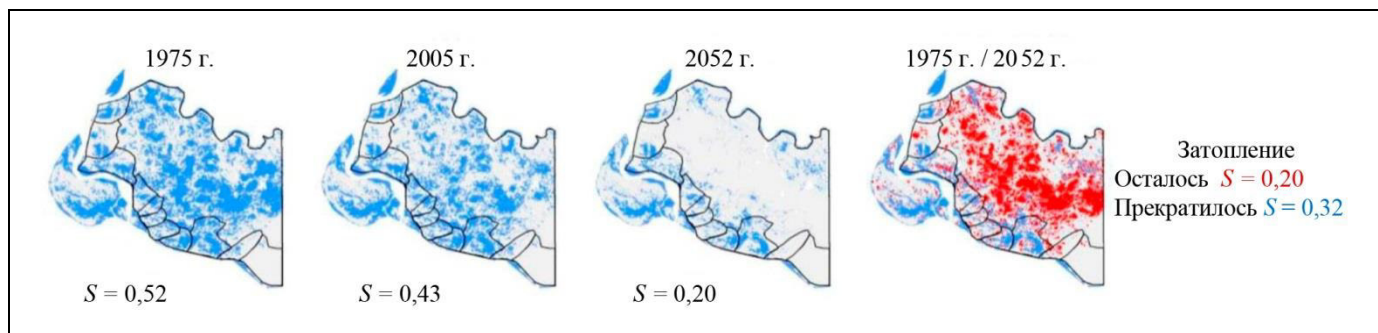 1975 г.
2005 г.
2052 г.
1975 г. / 2052 г.
Затопление
Осталось S = 0,20
Прекратилось S = 0,32
S = 0,52
S = 0,43
S = 0,20